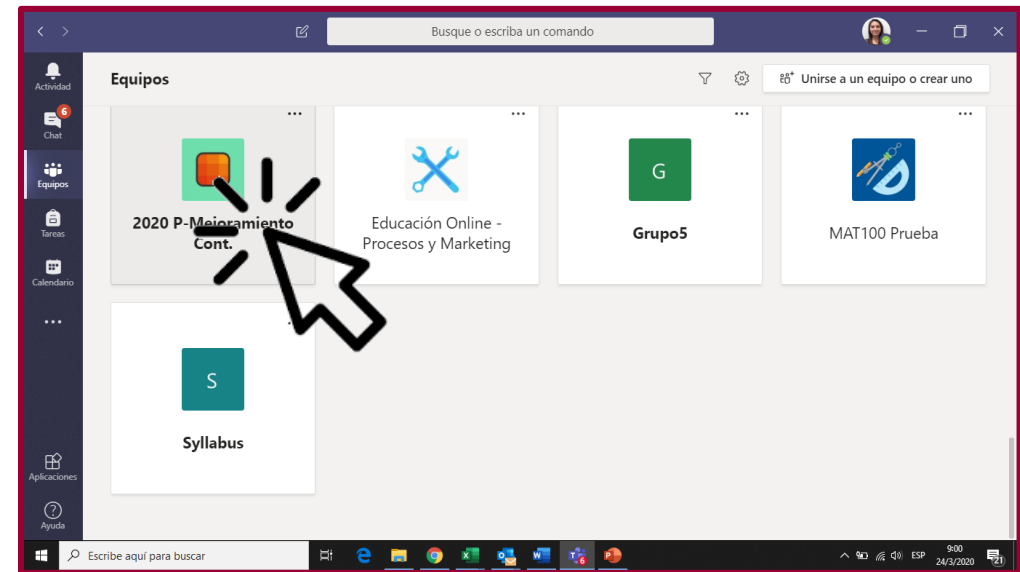 Busque o escriba un comando
Actividad
Equipos
Unirse a un equipo o crear uno
6
Chat
Equipos
Tareas
Calendario
2020 P-Mejoramiento
Cont.
Educación Online -
Procesos y Marketing
G
Grupo5
MAT100 Prueba
S
Syllabus
Aplicaciones
Ayuda
Escribe aquí para buscar
6
ESP
9:00
24/3/2020
21